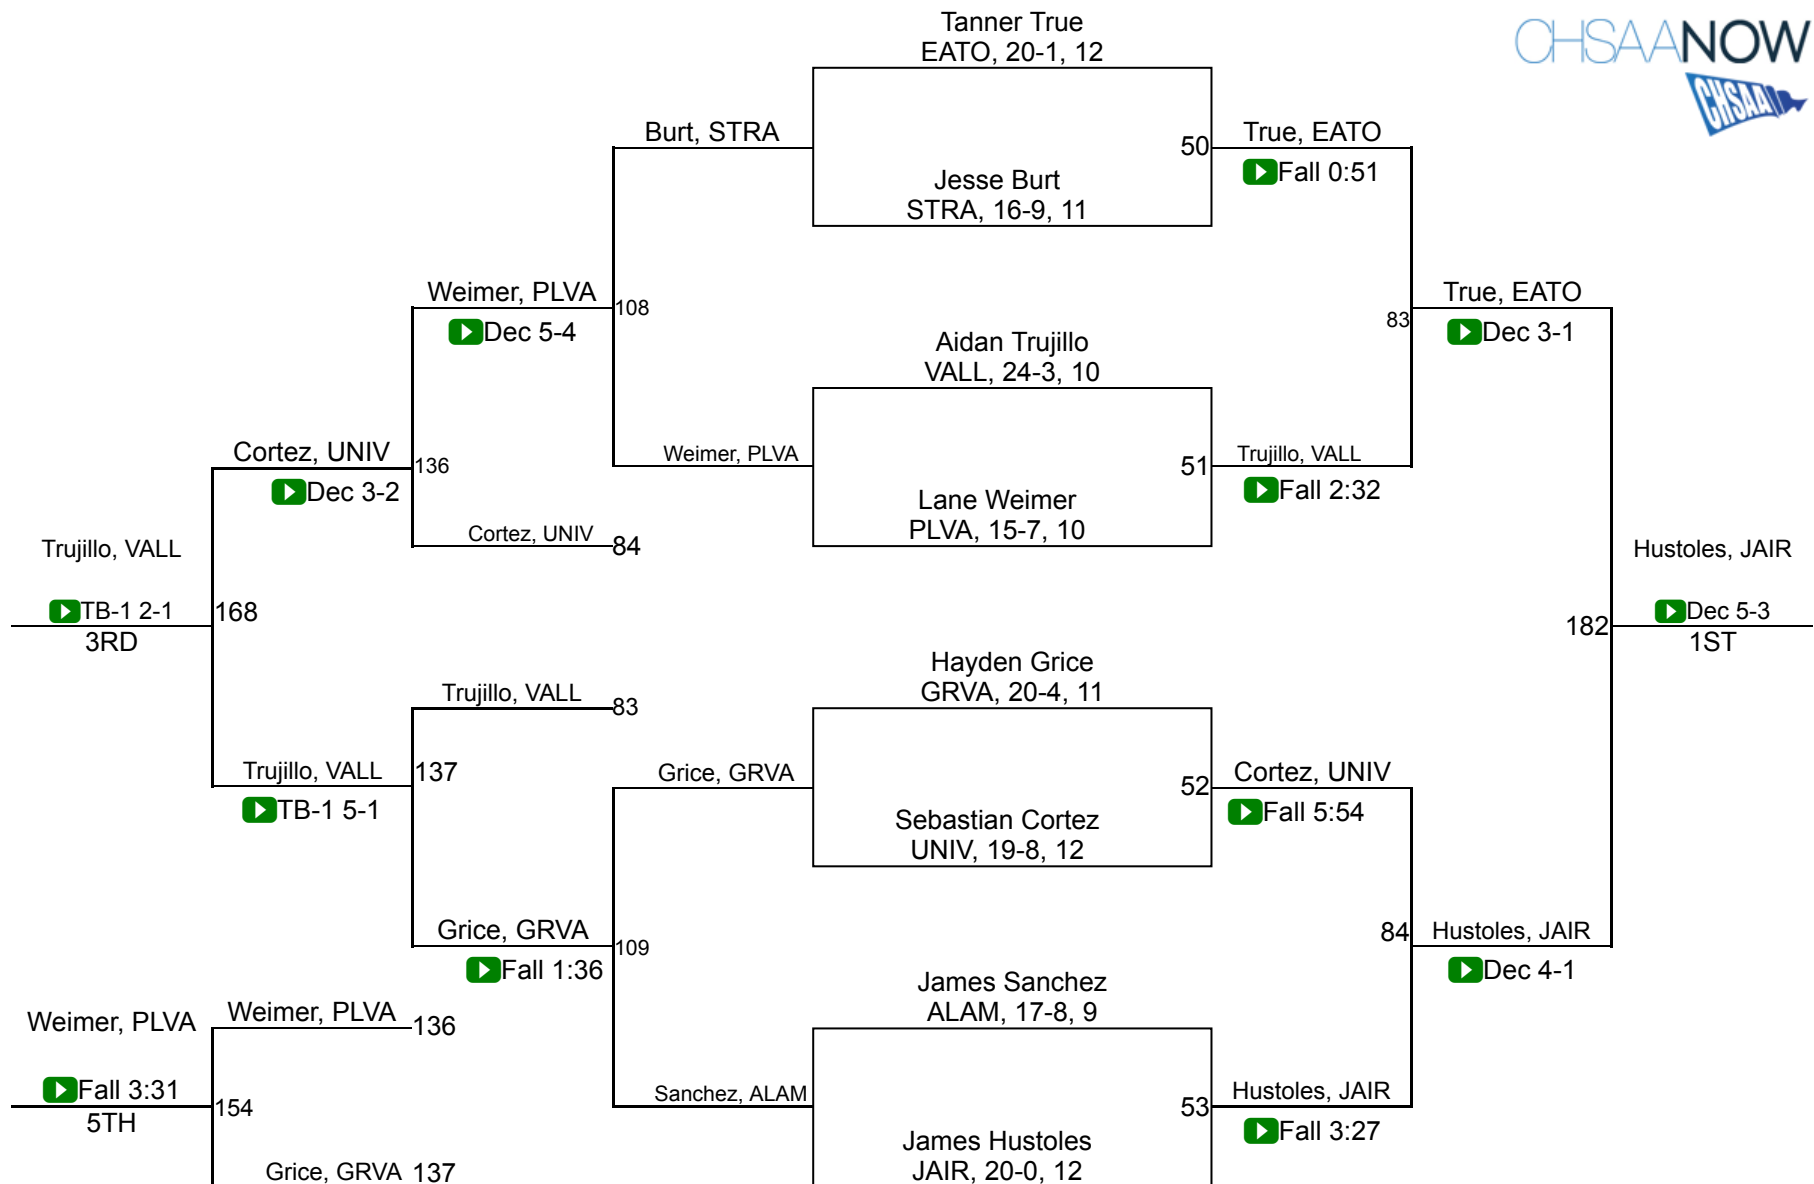 Tanner True
EATO, 20-1, 12
CHSAANOW
CHSAA
Burt, STRA
50
True, EATO
Fall 0:51
Jesse Burt
STRA, 16-9, 11
Weimer, PLVA
108
Dec 5-4
True, EATO
83
Dec 3-1
Aidan Trujillo
VALL, 24-3, 10
Cortez, UNIV
136
Dec 3-2
Weimer, PLVA
51
Trujillo, VALL
Fall 2:32
Lane Weimer
PLVA, 15-7, 10
Cortez, UNIV
84
Trujillo, VALL
TB-1 2-1
3RD
168
Hustoles, JAIR
182
Dec 5-3
1ST
Hayden Grice
GRVA, 20-4, 11
Trujillo, VALL
83
Trujillo, VALL
137
TB-1 5-1
Grice, GRVA
52
Cortez, UNIV
Fall 5:54
Sebastian Cortez
UNIV, 19-8, 12
Grice, GRVA
109
Fall 1:36
84
Hustoles, JAIR
Dec 4-1
James Sanchez
ALAM, 17-8, 9
Weimer, PLVA
Weimer, PLVA
136
Fall 3:31
5TH
154
Sanchez, ALAM
53
Hustoles, JAIR
Fall 3:27
James Hustoles
JAIR, 20-0, 12
Grice, GRVA
137